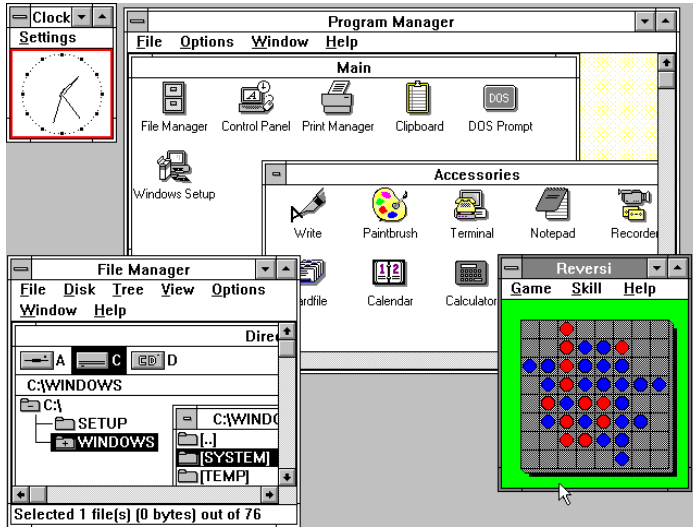 Clock
Settings
Program Manager
File Options Window Help
Main
File Manager Control Panel Print Manager Clipboard DOS Prompt
DOS
Windows Setup
Accessories
Write Paintbrush Terminal Notepad Recorder
ardfile Calendar Calculator
File Manager
File Disk Tree View Options
Window Help
Direc
A C CD D
C:\WINDOWS
C:\
SETUP
WINDOWS
C:\WIND
[..]
[SYSTEM]
[TEMP]
Selected 1 file(s) (0 bytes) out of 76
Reversi
Game Skill Help